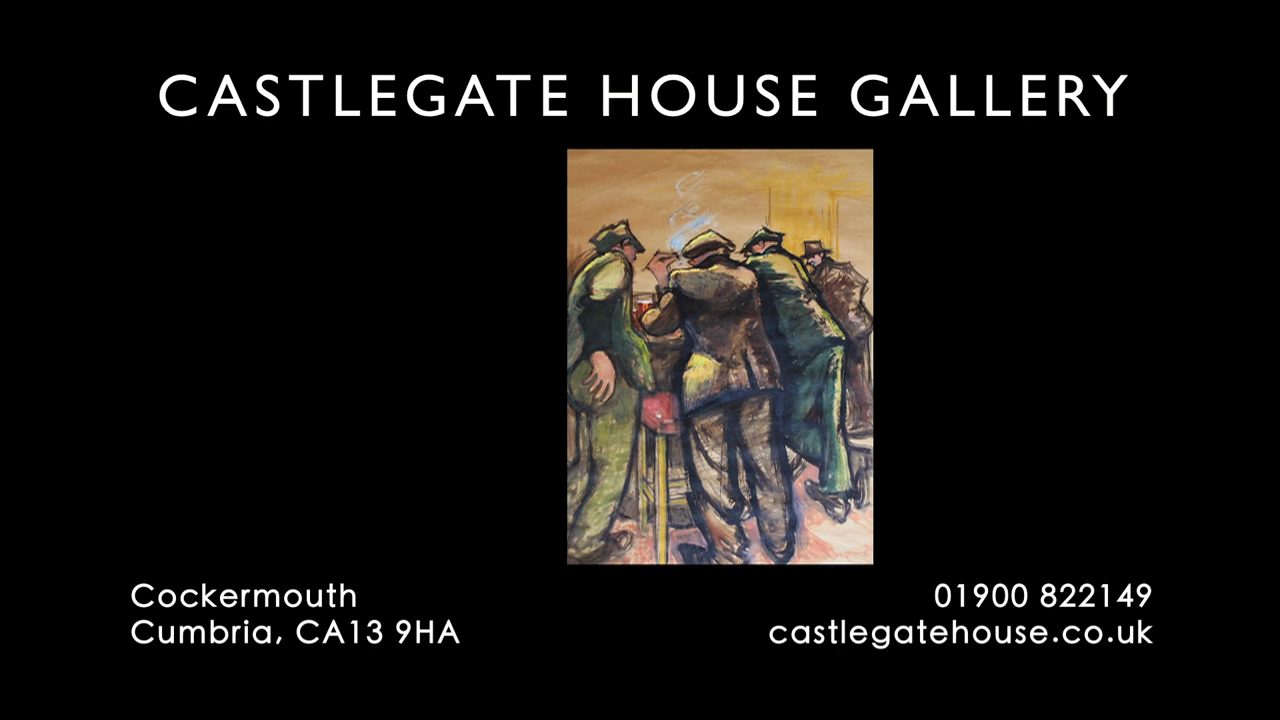 CASTLEGATE HOUSE GALLERY
Cockermouth
Cumbria, CA13 9HA
01900 822149
castlegatehouse.co.uk